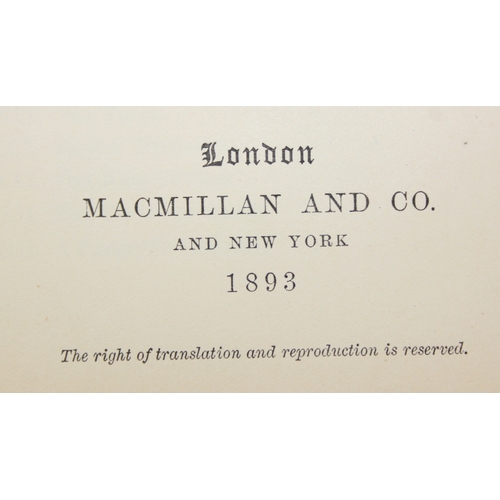 London
MACMILLAN AND CO.
AND NEW YORK
1893
The right of translation and reproduction is reserved.